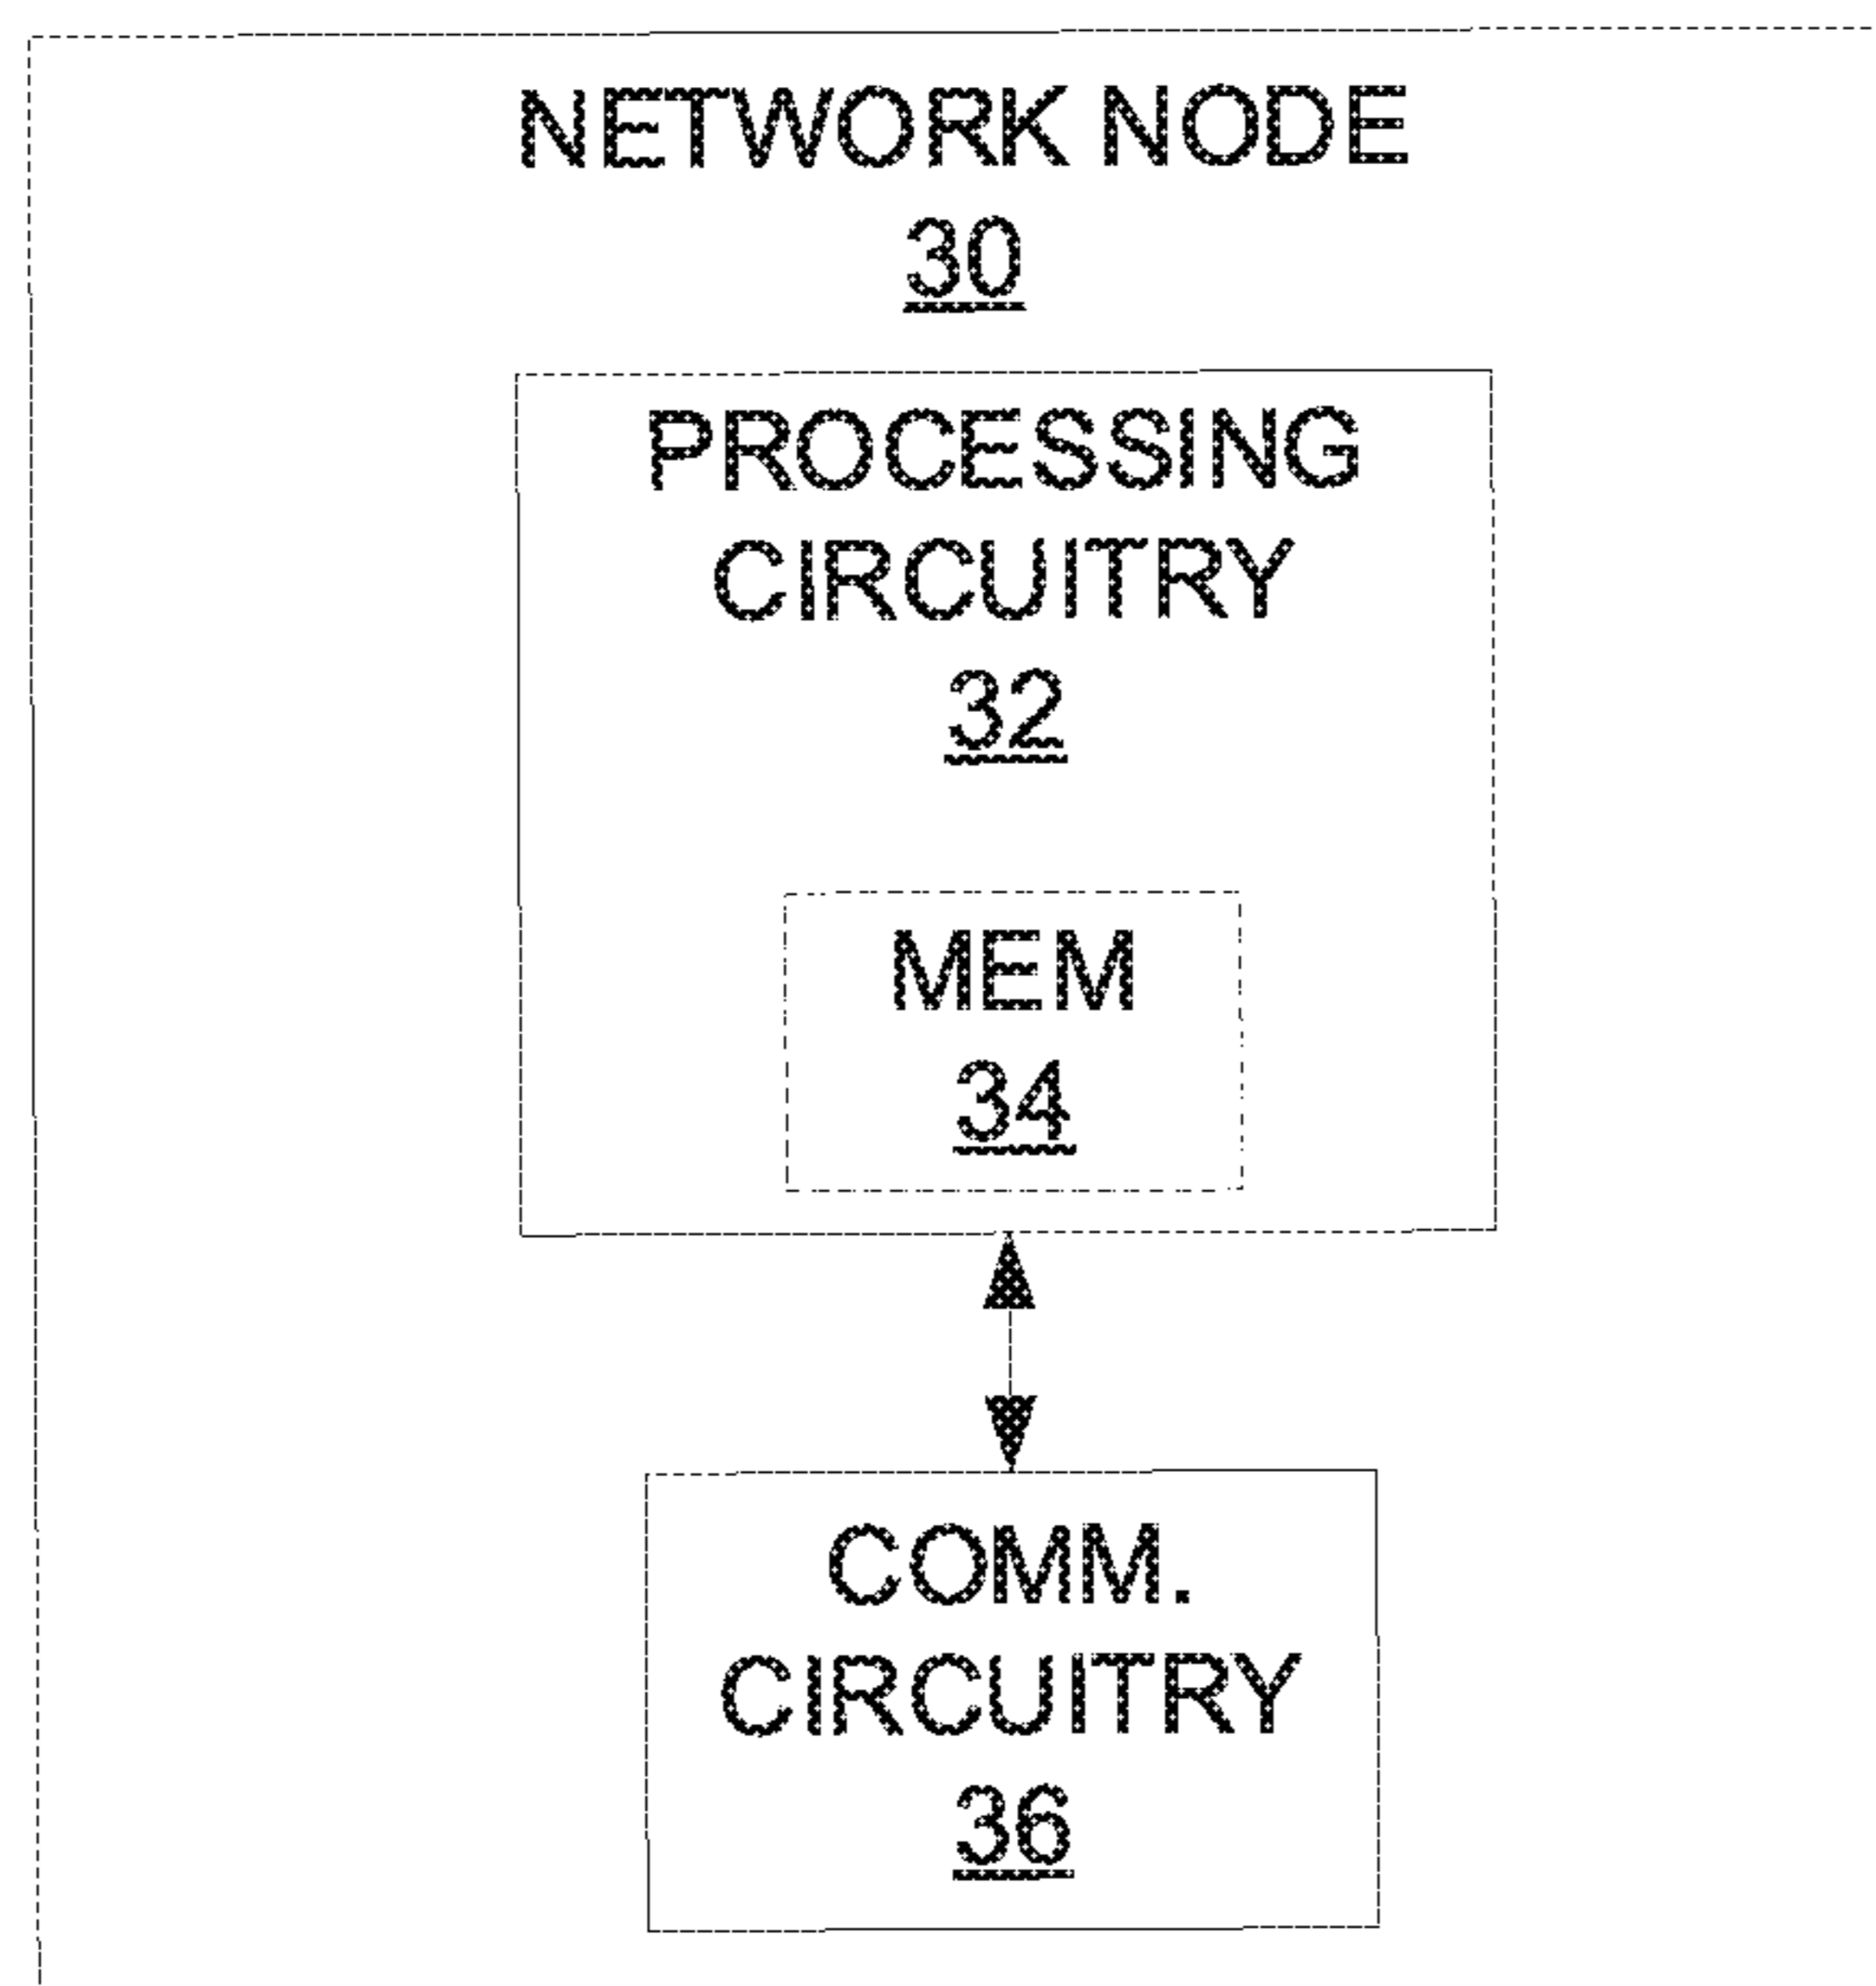 NETWORK NODE
30
PROCESSING
CIRCUITRY
32
MEM
34
COMM.
CIRCUITRY
36